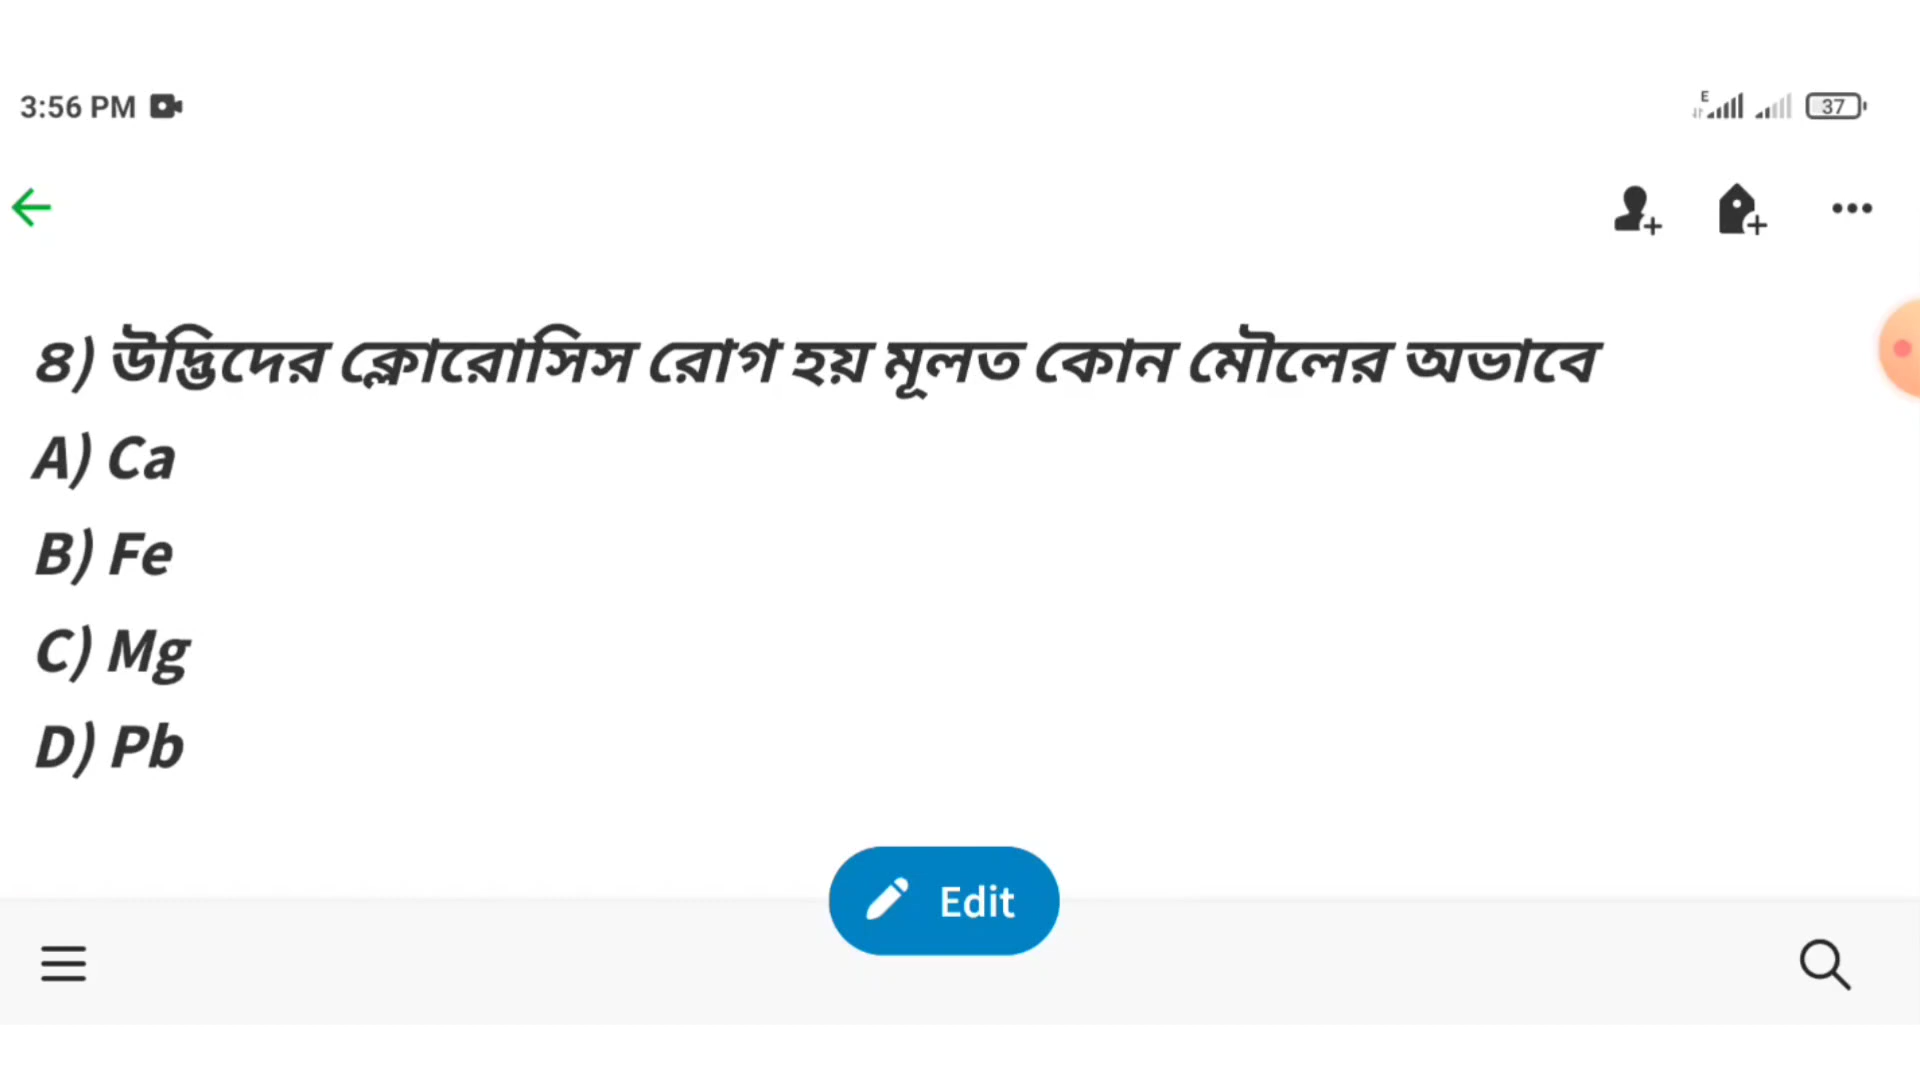 3:56 PM
E
37
৪) উদ্ভিদের ক্লোরোসিস রোগ হয় মূলত কোন মৌলের অভাবে
A) Ca
B) Fe
C) Mg
D) Pb
Edit